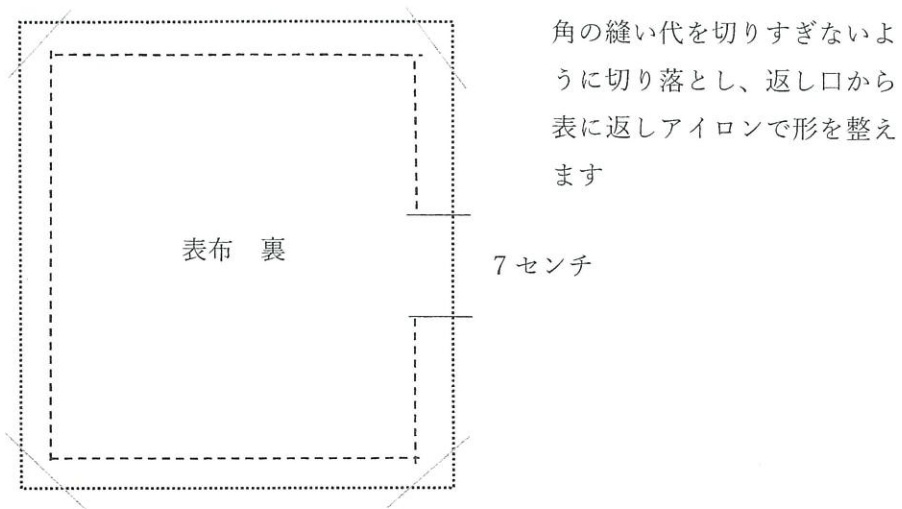 角の縫い代を切りすぎないよ
うに切り落とし、返し口から
表に返しアイロンで形を整え
ます
表布　裏
7センチ